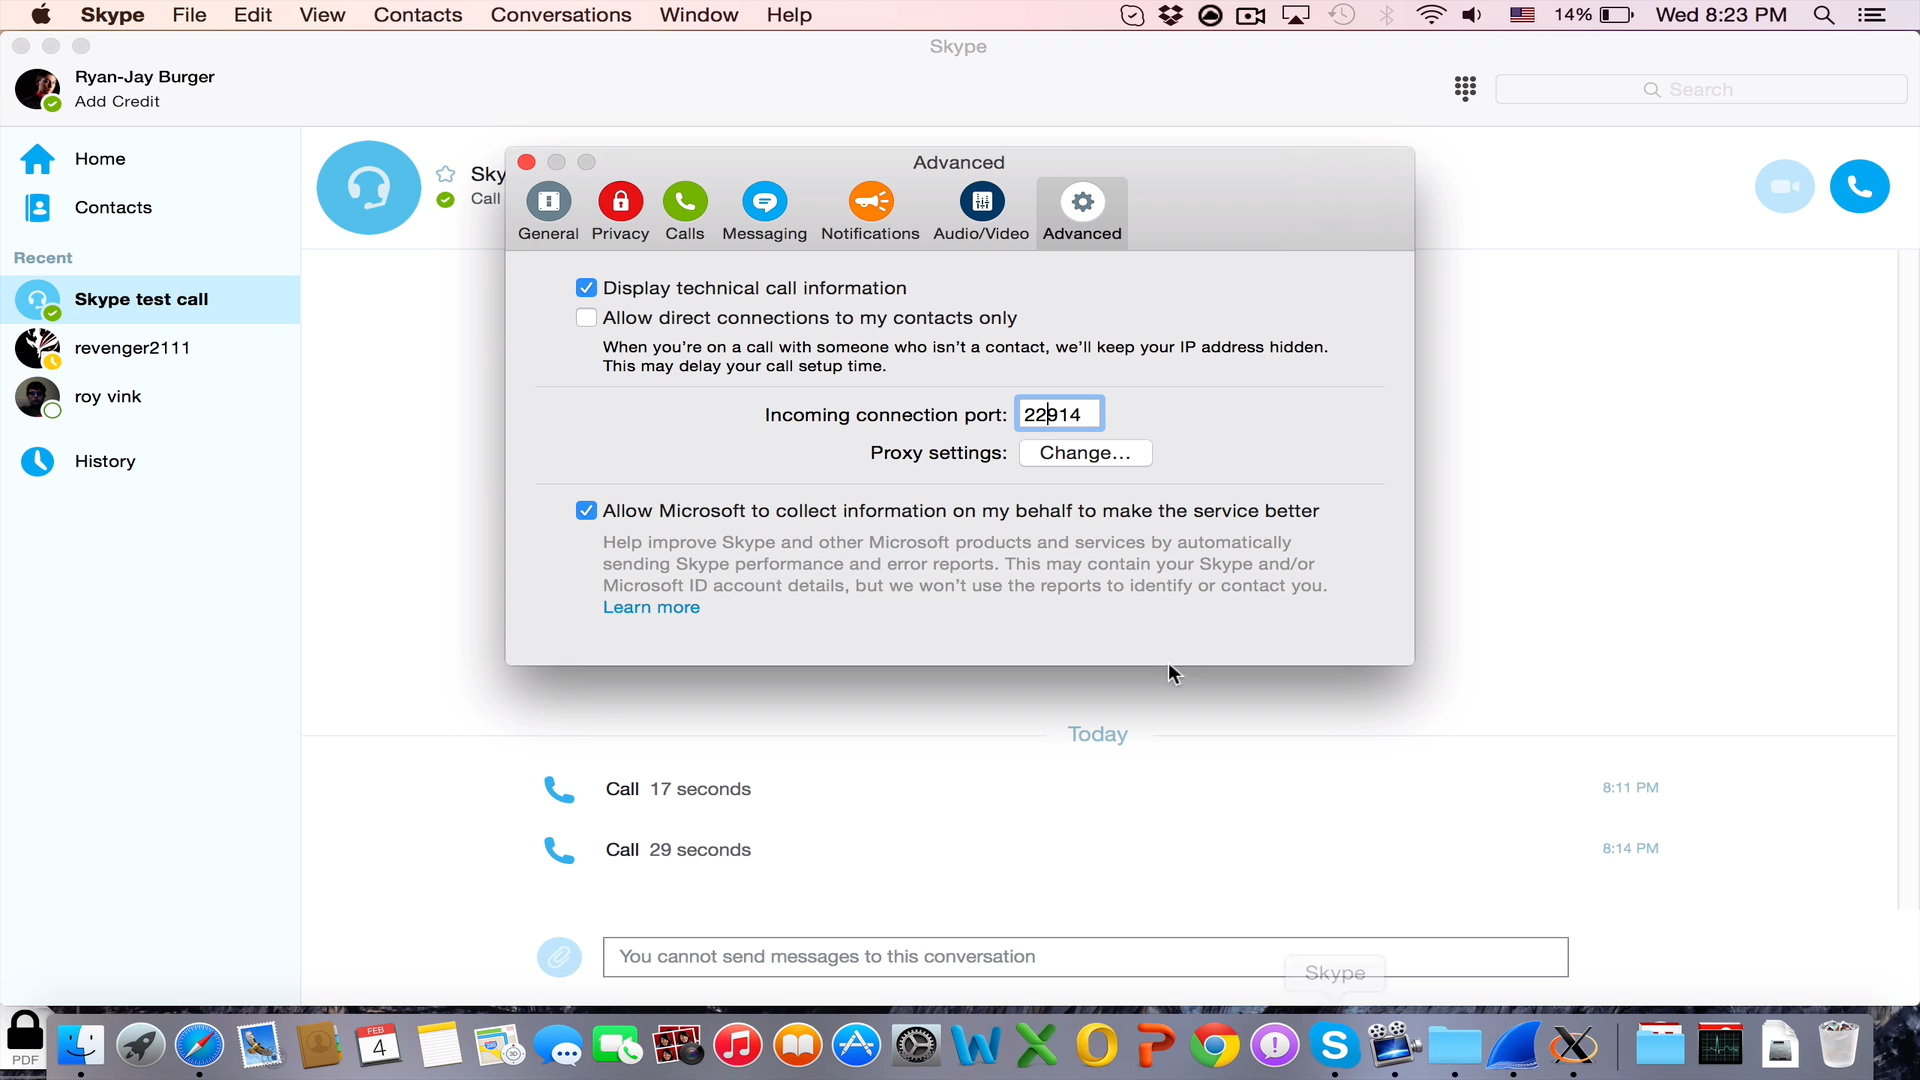 Skype File Edit View Contacts Conversations Window Help 14% Wed 8:23 PM
Skype
Ryan-Jay Burger
Add Credit
Search
Home
Contacts
Recent
Skype test call
revenger2111
roy vink
History
Sky
Call
Advanced
General Privacy Calls Messaging Notifications Audio/Video Advanced
Display technical call information
Allow direct connections to my contacts only
When you're on a call with someone who isn't a contact, we'll keep your IP address hidden.
This may delay your call setup time.
Incoming connection port: 22914
Proxy settings: Change...
Allow Microsoft to collect information on my behalf to make the service better
Help improve Skype and other Microsoft products and services by automatically
sending Skype performance and error reports. This may contain your Skype and/or
Microsoft ID account details, but we won't use the reports to identify or contact you.
Learn more
Today
Call 17 seconds 8:11 PM
Call 29 seconds 8:14 PM
You cannot send messages to this conversation
Skype
PDF
FEB
4